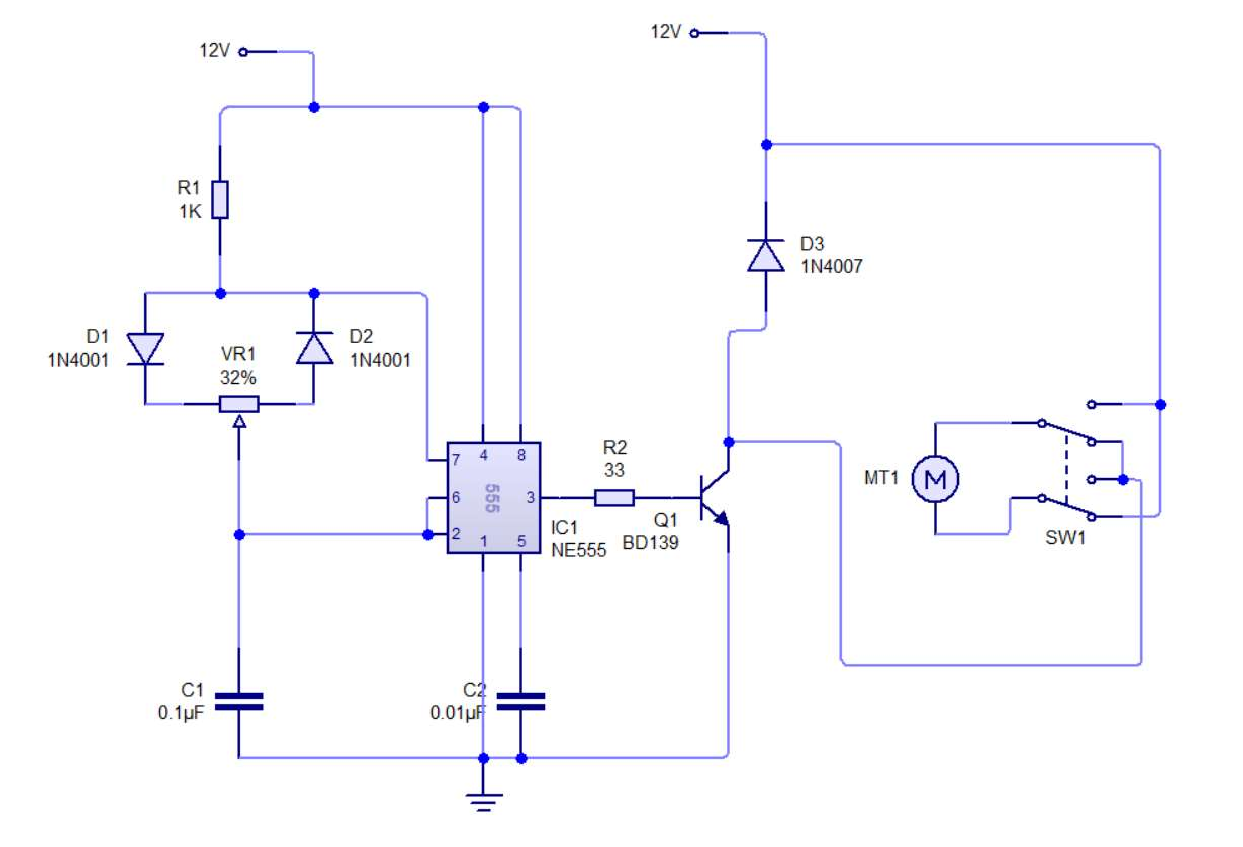 12V
12V
R1
1K
D3
1N4007
D1
1N4001
VR1
32%
D2
1N4001
7
4
8
6
555
3
2
1
5
R2
33
IC1
NE555
Q1
BD139
MT1
M
SW1
C1
0.1µF
C2
0.01µF